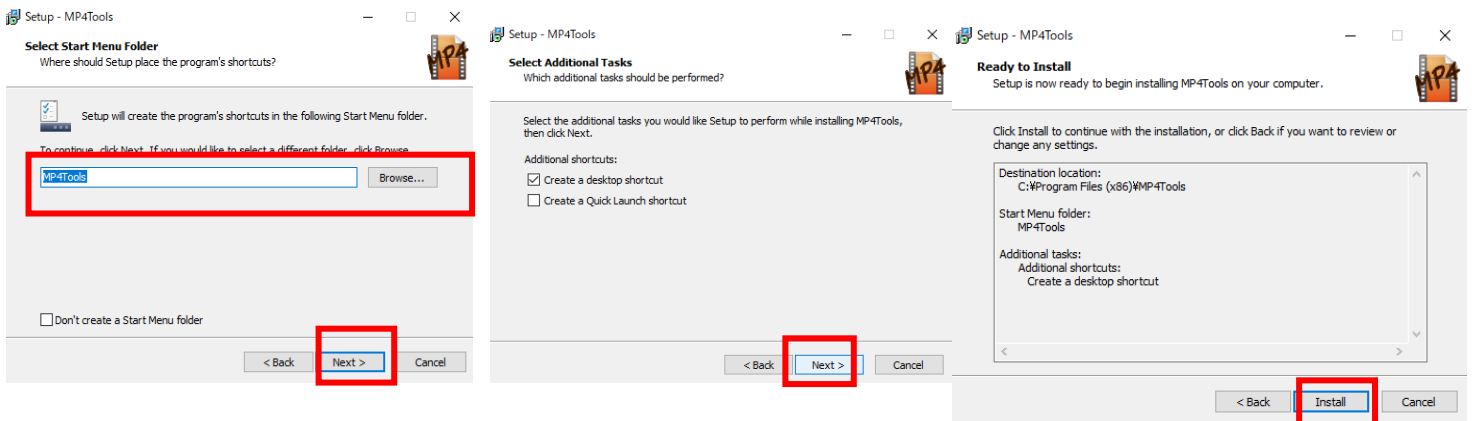 Setup - MP4Tools
Select Start Menu Folder
Where should Setup place the program's shortcuts?
MP4
Setup will create the program's shortcuts in the following Start Menu folder.
To continue, click Next. If you would like to select a different folder, click Browse.
MP4Tools
Browse...
Don't create a Start Menu folder
< Back
Next >
Cancel
Setup - MP4Tools
Select Additional Tasks
Which additional tasks should be performed?
MP4
Select the additional tasks you would like Setup to perform while installing MP4Tools,
then click Next.
Additional shortcuts:
Create a desktop shortcut
Create a Quick Launch shortcut
< Back
Next >
Cancel
Setup - MP4Tools
Ready to Install
Setup is now ready to begin installing MP4Tools on your computer.
MP4
Click Install to continue with the installation, or click Back if you want to review or
change any settings.
Destination location:
C:¥Program Files (x86)¥MP4Tools
Start Menu folder:
MP4Tools
Additional tasks:
Additional shortcuts:
Create a desktop shortcut
< Back
Install
Cancel